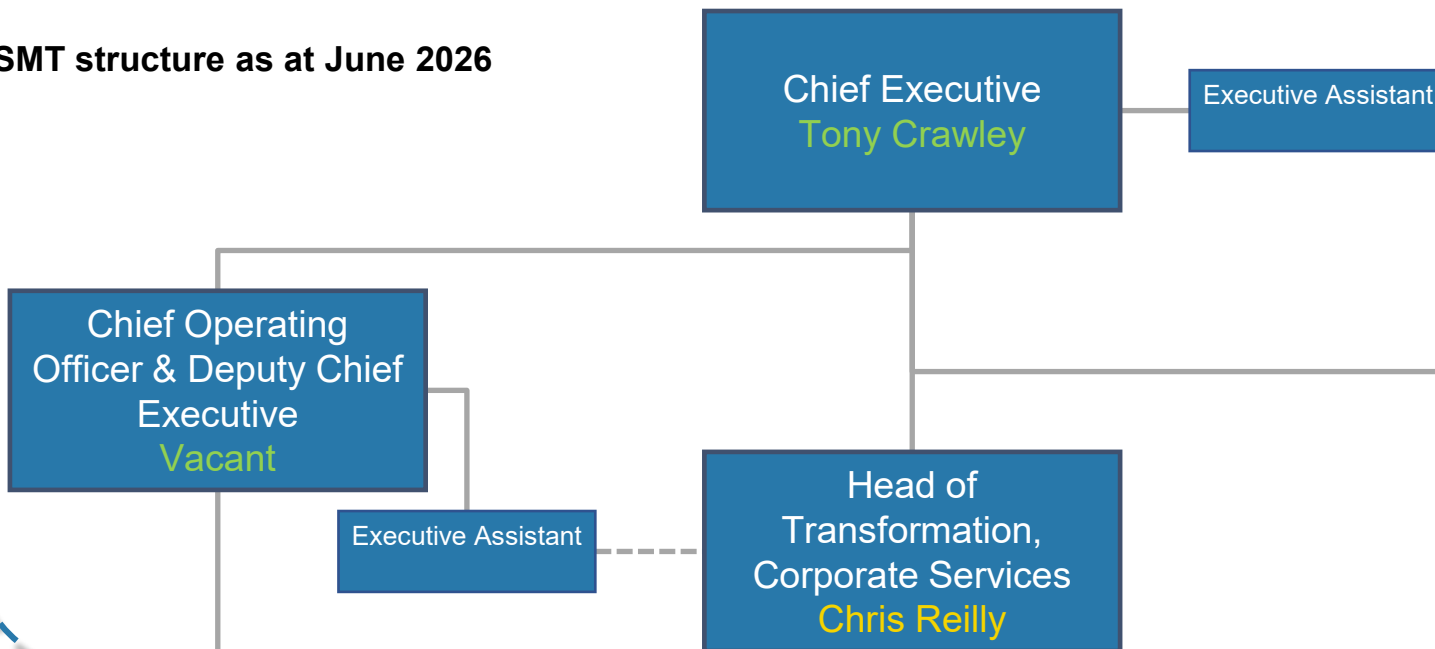 SMT structure as at June 2026
Chief Executive
Tony Crawley
Executive Assistant
Chief Operating
Officer & Deputy Chief
Executive
Vacant
Executive Assistant
Head of
Transformation,
Corporate Services
Chris Reilly